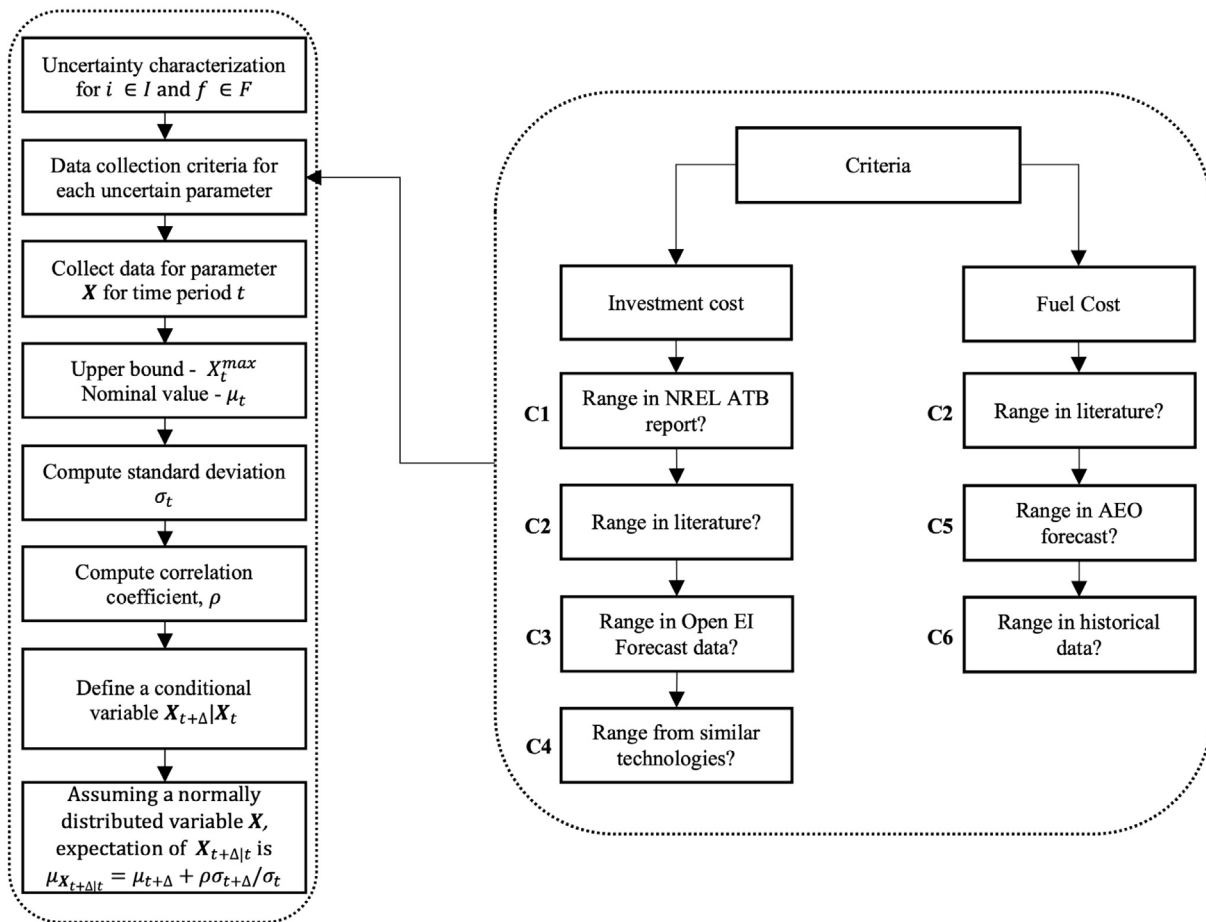 Uncertainty characterization
for i ∈ I and f ∈ F
Data collection criteria for
each uncertain parameter
Collect data for parameter
X for time period t
Upper bound - X_t^max
Nominal value - μ_t
Compute standard deviation
σ_t
Compute correlation
coefficient, ρ
Define a conditional
variable X_{t+Δ}|X_t
Assuming a normally
distributed variable X,
expectation of X_{t+Δ|t} is
μ_{X_{t+Δ|t}} = μ_{t+Δ} + ρσ_{t+Δ}/σ_t
Criteria
Investment cost
C1
Range in NREL ATB
report?
C2
Range in literature?
C3
Range in Open EI
Forecast data?
C4
Range from similar
technologies?
Fuel Cost
C2
Range in literature?
C5
Range in AEO
forecast?
C6
Range in historical
data?